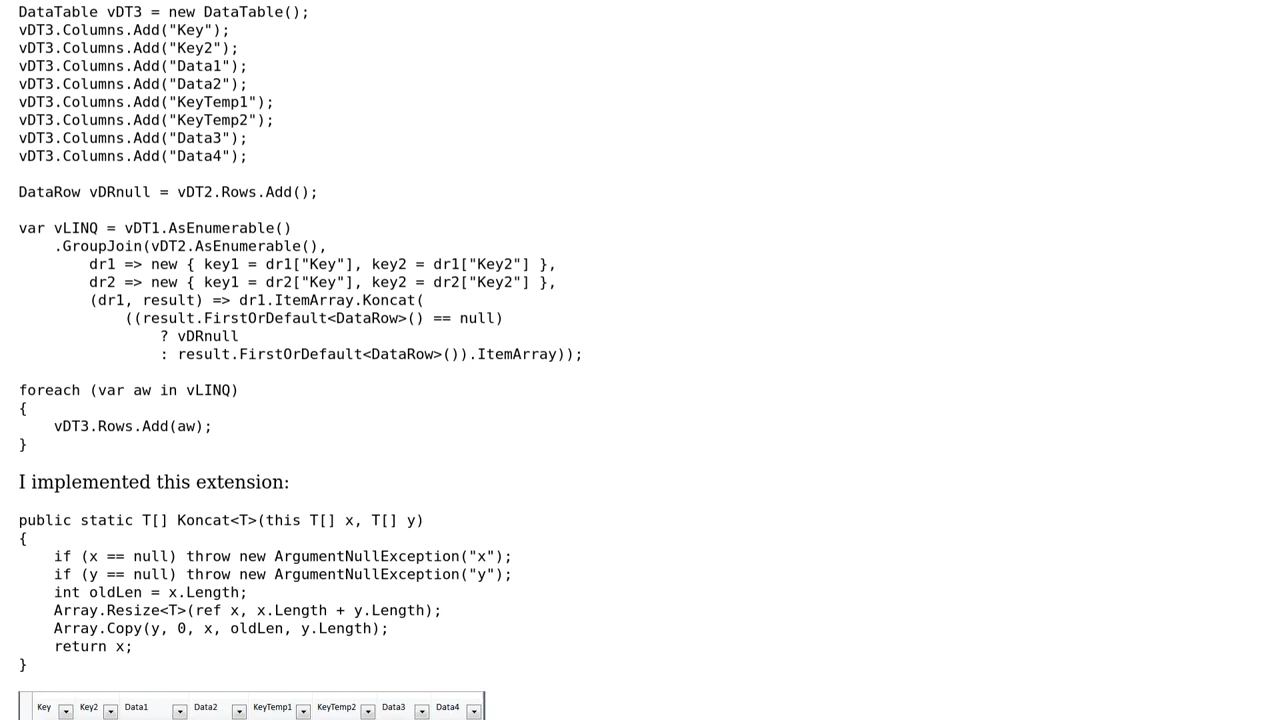 DataTable vDT3 = new DataTable();
vDT3.Columns.Add("Key");
vDT3.Columns.Add("Key2");
vDT3.Columns.Add("Data1");
vDT3.Columns.Add("Data2");
vDT3.Columns.Add("KeyTemp1");
vDT3.Columns.Add("KeyTemp2");
vDT3.Columns.Add("Data3");
vDT3.Columns.Add("Data4");

DataRow vDRnull = vDT2.Rows.Add();

var vLINQ = vDT1.AsEnumerable()
    .GroupJoin(vDT2.AsEnumerable(),
        dr1 => new { key1 = dr1["Key"], key2 = dr1["Key2"] },
        dr2 => new { key1 = dr2["Key"], key2 = dr2["Key2"] },
        (dr1, result) => dr1.ItemArray.Koncat(
            ((result.FirstOrDefault<DataRow>() == null)
                ? vDRnull
                : result.FirstOrDefault<DataRow>()).ItemArray));

foreach (var aw in vLINQ)
{
    vDT3.Rows.Add(aw);
}

I implemented this extension:

public static T[] Koncat<T>(this T[] x, T[] y)
{
    if (x == null) throw new ArgumentNullException("x");
    if (y == null) throw new ArgumentNullException("y");
    int oldLen = x.Length;
    Array.Resize<T>(ref x, x.Length + y.Length);
    Array.Copy(y, 0, x, oldLen, y.Length);
    return x;
}

Key Key2 Data1 Data2 KeyTemp1 KeyTemp2 Data3 Data4